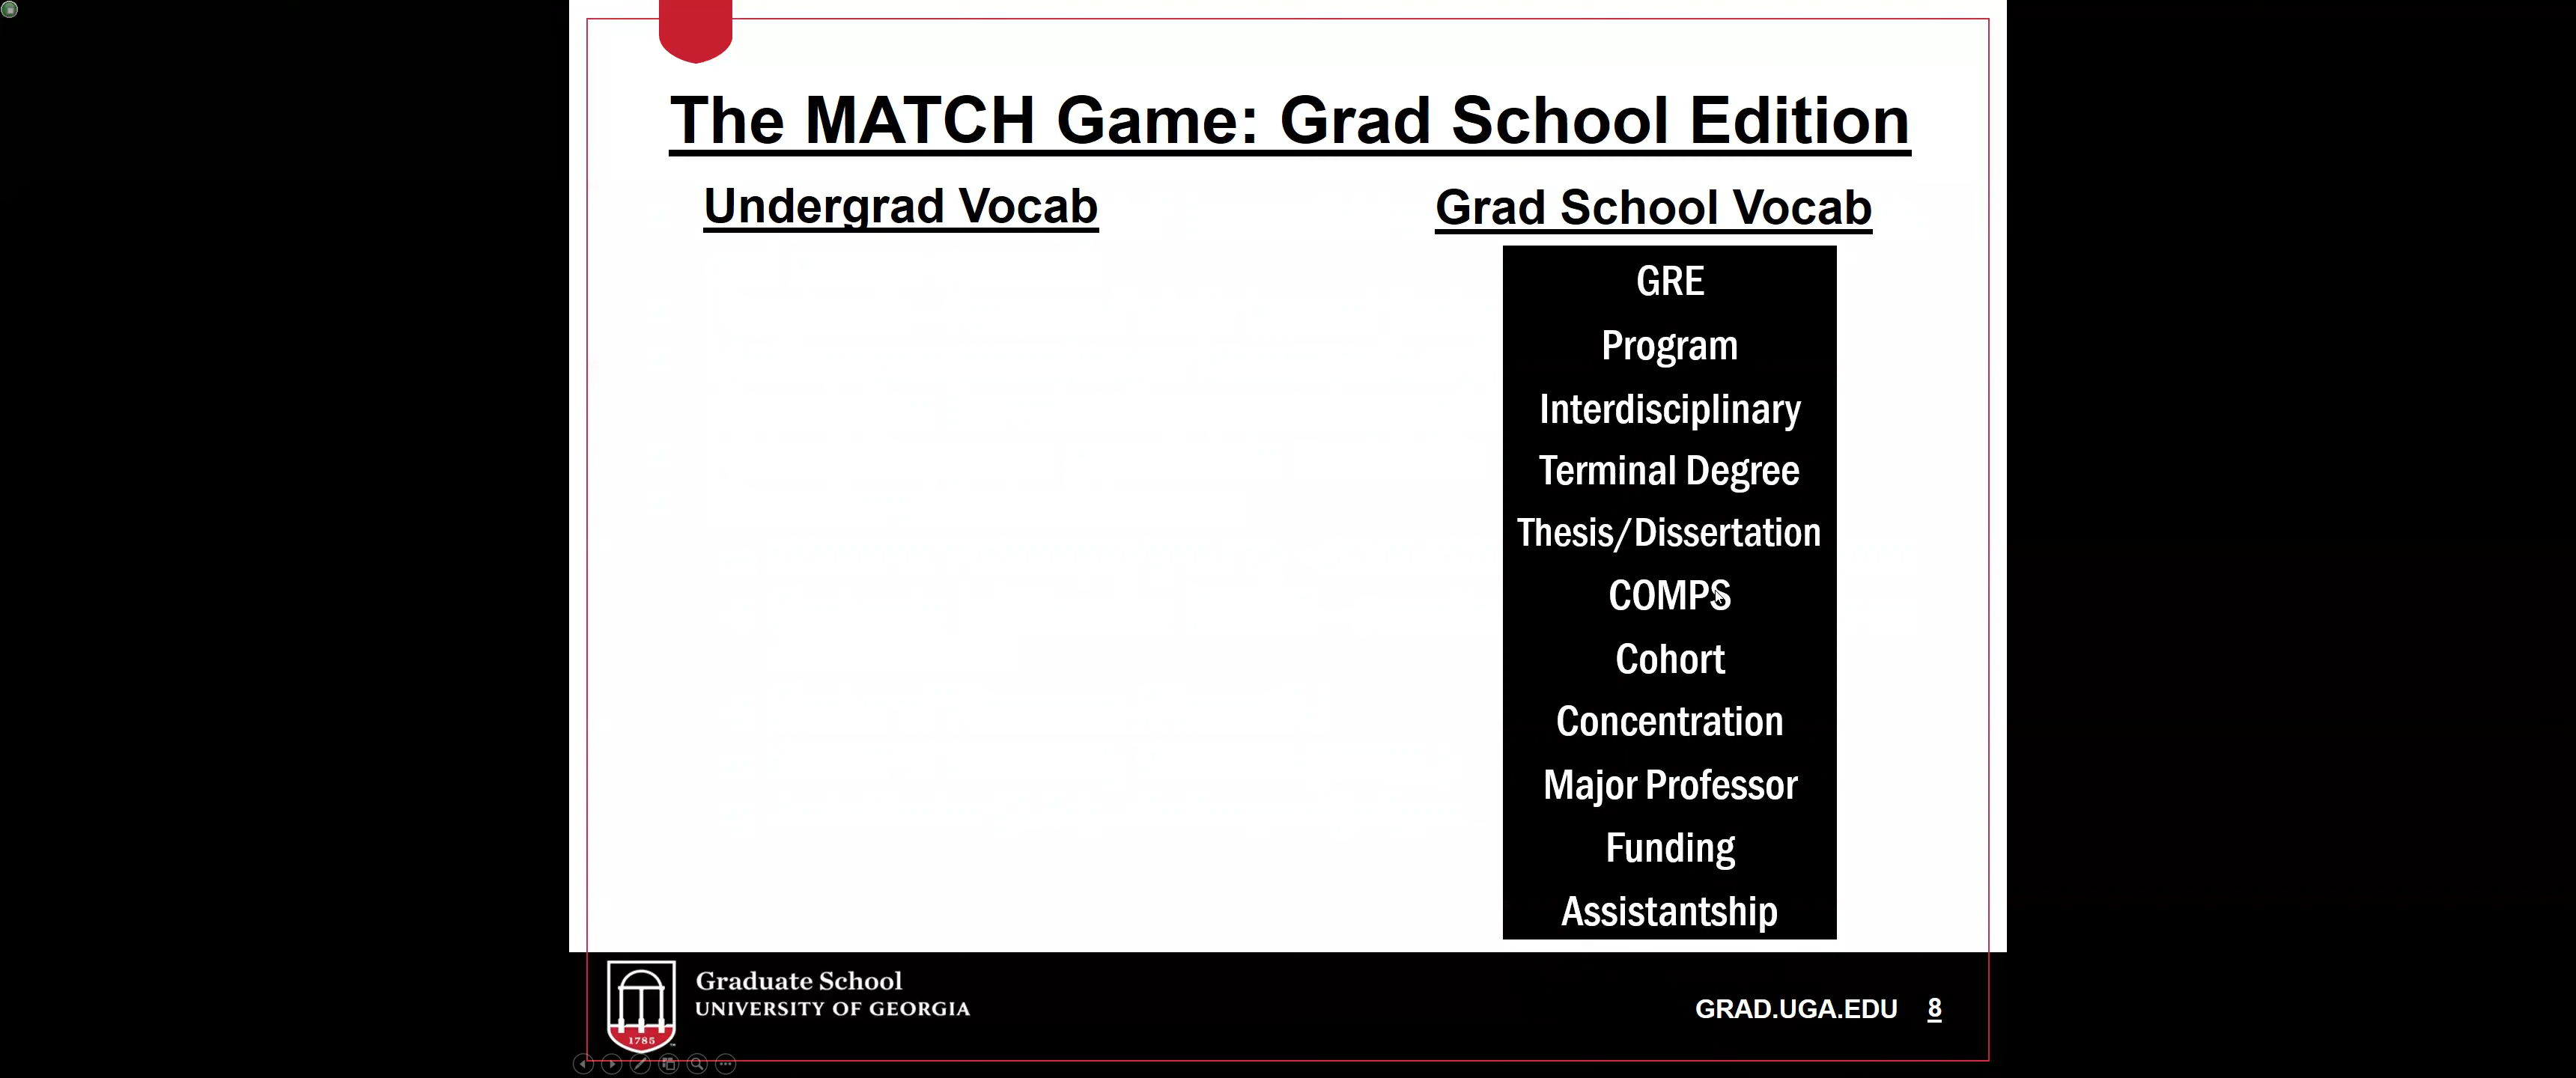 The MATCH Game: Grad School Edition
Undergrad Vocab
Grad School Vocab
GRE
Program
Interdisciplinary
Terminal Degree
Thesis/Dissertation
COMPS
Cohort
Concentration
Major Professor
Funding
Assistantship
Graduate School
UNIVERSITY OF GEORGIA
1785
GRAD.UGA.EDU 8